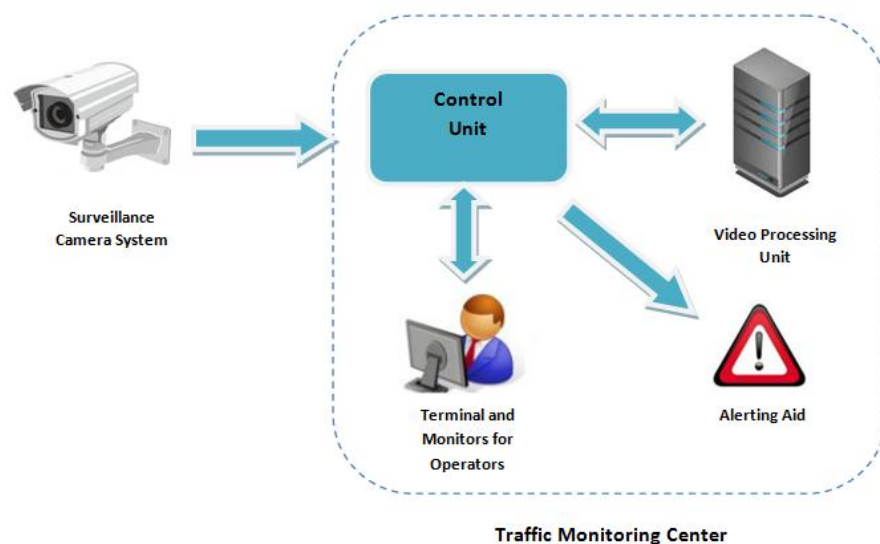 Control
Unit
Surveillance
Camera System
Video Processing
Unit
Terminal and
Monitors for
Operators
Alerting Aid
Traffic Monitoring Center